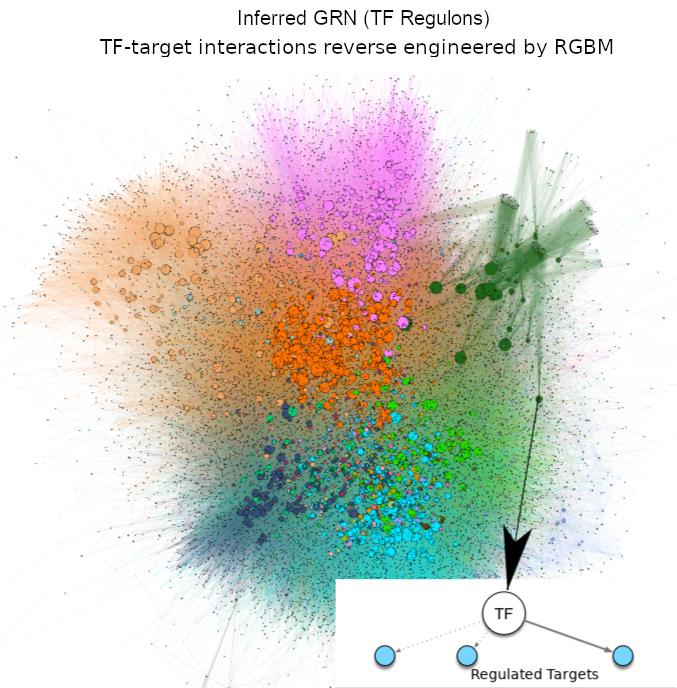 Inferred GRN (TF Regulons)
TF-target interactions reverse engineered by RGBM
TF
Regulated Targets